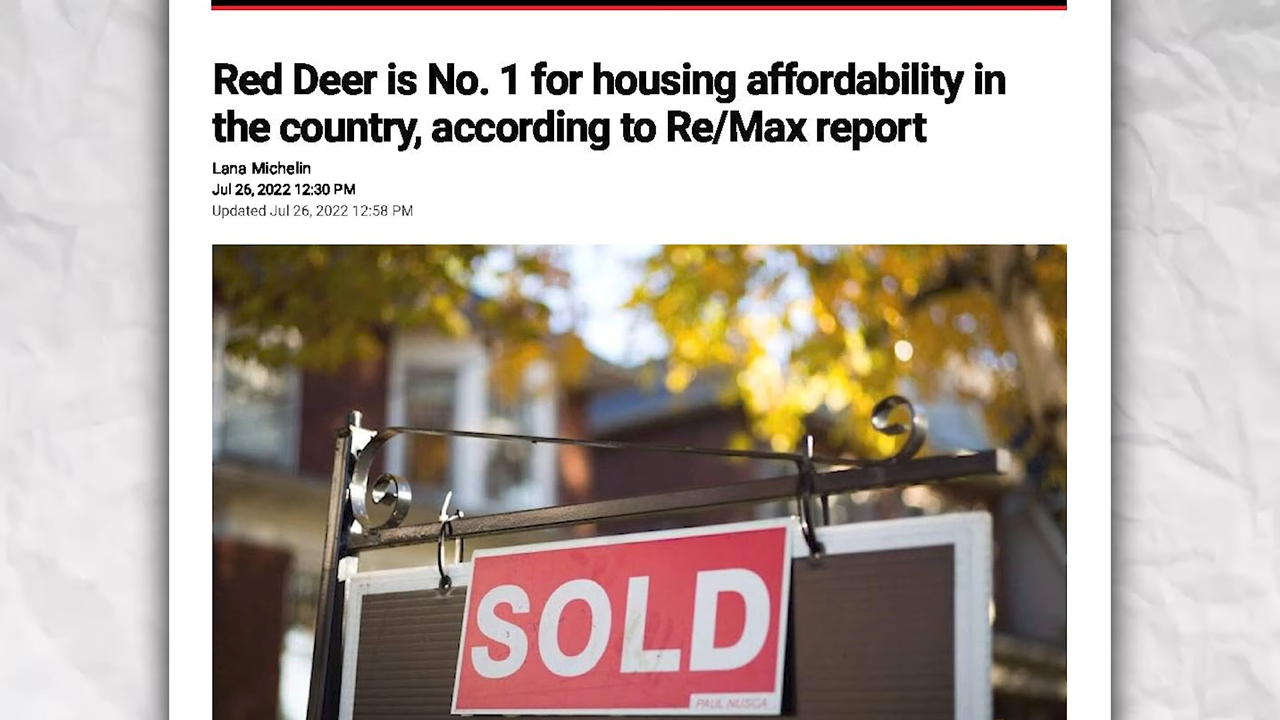 Red Deer is No. 1 for housing affordability in
the country, according to Re/Max report
Lana Michelin
Jul 26, 2022 12:30 PM
Updated Jul 26, 2022 12:58 PM
SOLD
PAUL NUSCA